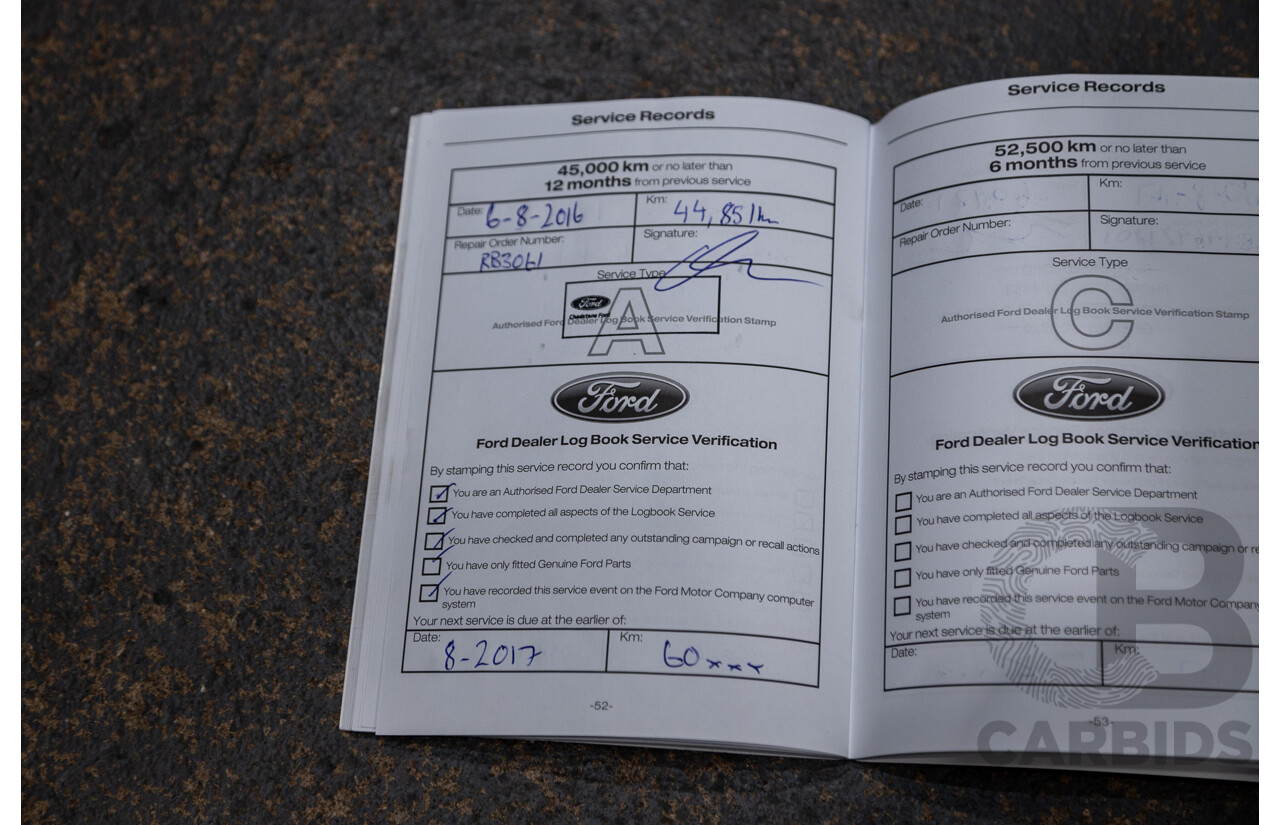 Service Records
45,000 km or no later than
12 months from previous service
Date: 6-8-2016
Km: 44,851km
Repair Order Number: RB3061
Signature:
Service Type
A
Ford
Authorised Ford Dealer Log Book Service Verification Stamp
Ford
Ford Dealer Log Book Service Verification
By stamping this service record you confirm that:
You are an Authorised Ford Dealer Service Department
You have completed all aspects of the Logbook Service
You have checked and completed any outstanding campaign or recall actions
You have only fitted Genuine Ford Parts
You have recorded this service event on the Ford Motor Company computer
system
Your next service is due at the earlier of:
Date: 8-2017
Km: 60xxx
-52-
Service Records
52,500 km or no later than
6 months from previous service
Date:
Km:
Repair Order Number:
Signature:
Service Type
C
Authorised Ford Dealer Log Book Service Verification Stamp
Ford
Ford Dealer Log Book Service Verification
By stamping this service record you confirm that:
You are an Authorised Ford Dealer Service Department
You have completed all aspects of the Logbook Service
You have checked and completed any outstanding campaign or re
You have only fitted Genuine Ford Parts
You have recorded this service event on the Ford Motor Company
system
Your next service is due at the earlier of:
Date:
Km:
-53-
CB
CARBIDS